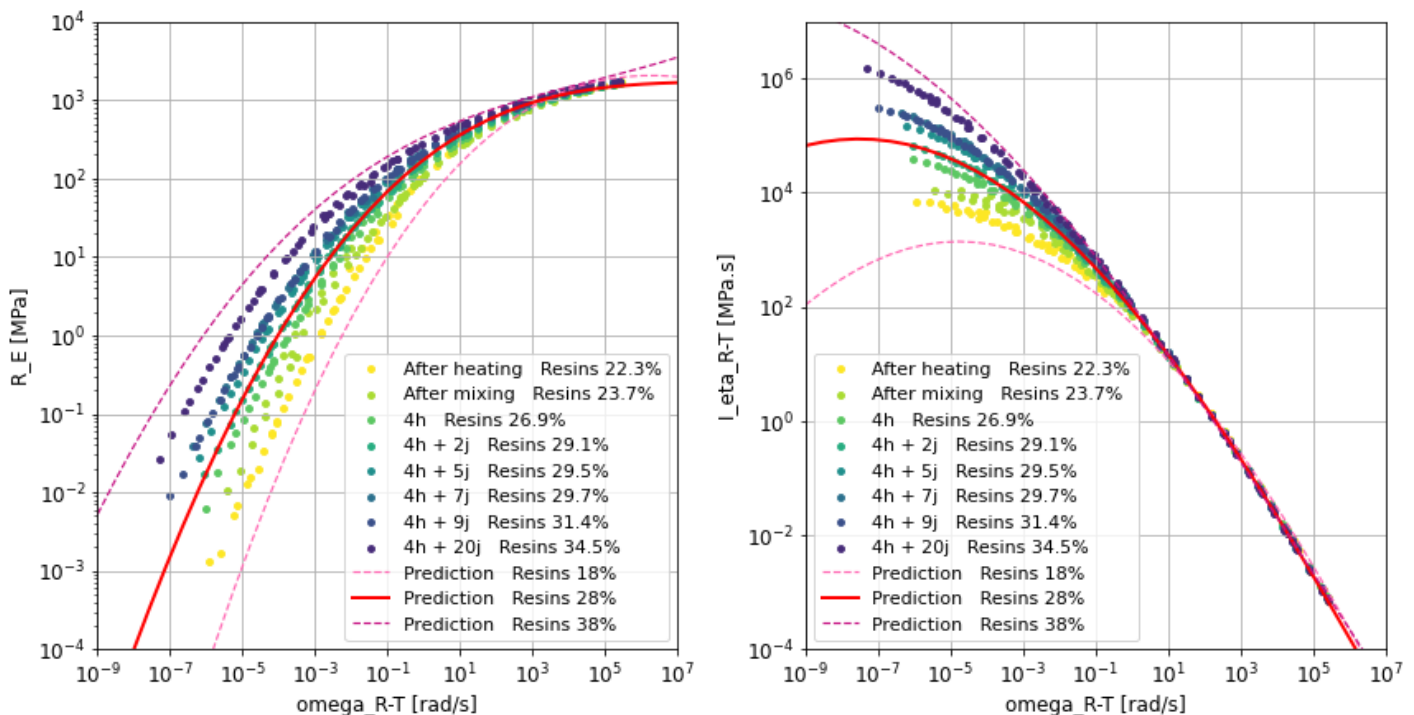 10^4
10^3
10^2
10^1
10^0
10^−1
10^−2
10^−3
10^−4
R_E [MPa]
10^−9 10^−7 10^−5 10^−3 10^−1 10^1 10^3 10^5 10^7
omega_R-T [rad/s]
After heating Resins 22.3%
After mixing Resins 23.7%
4h Resins 26.9%
4h + 2j Resins 29.1%
4h + 5j Resins 29.5%
4h + 7j Resins 29.7%
4h + 9j Resins 31.4%
4h + 20j Resins 34.5%
Prediction Resins 18%
Prediction Resins 28%
Prediction Resins 38%
10^6
10^4
10^2
10^0
10^−2
10^−4
I_eta_R-T [MPa.s]
10^−9 10^−7 10^−5 10^−3 10^−1 10^1 10^3 10^5 10^7
omega_R-T [rad/s]
After heating Resins 22.3%
After mixing Resins 23.7%
4h Resins 26.9%
4h + 2j Resins 29.1%
4h + 5j Resins 29.5%
4h + 7j Resins 29.7%
4h + 9j Resins 31.4%
4h + 20j Resins 34.5%
Prediction Resins 18%
Prediction Resins 28%
Prediction Resins 38%